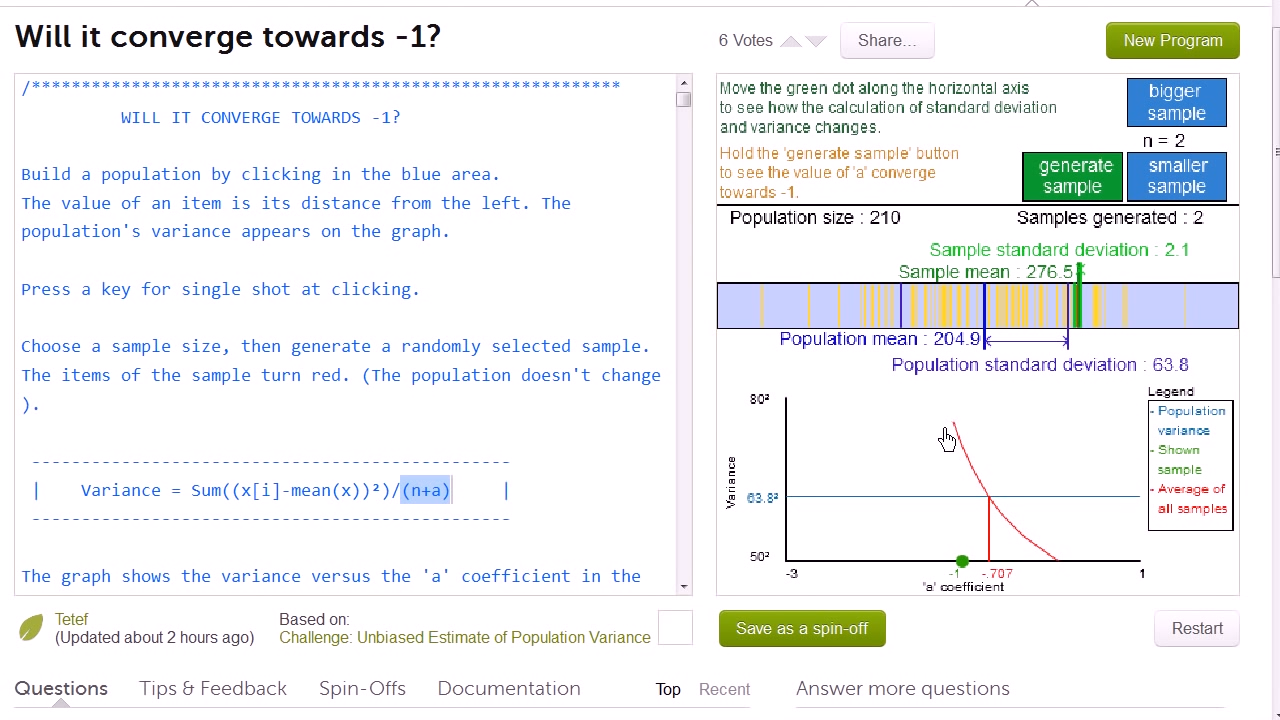 Will it converge towards -1?
6 Votes
Share...
New Program
/***********************************************************
WILL IT CONVERGE TOWARDS -1?
Build a population by clicking in the blue area.
The value of an item is its distance from the left. The
population's variance appears on the graph.
Press a key for single shot at clicking.
Choose a sample size, then generate a randomly selected sample.
The items of the sample turn red. (The population doesn't change
).
------------------------------------------------
| Variance = Sum((x[i]-mean(x))²)/(n+a) |
------------------------------------------------
The graph shows the variance versus the 'a' coefficient in the
Move the green dot along the horizontal axis
to see how the calculation of standard deviation
and variance changes.
Hold the 'generate sample' button
to see the value of 'a' converge
towards -1.
bigger
sample
n = 2
generate
sample
smaller
sample
Population size : 210
Samples generated : 2
Sample standard deviation : 2.1
Sample mean : 276.5
Population mean : 204.9
Population standard deviation : 63.8
80²
Variance
63.8²
50²
-3
-1
-.707
1
'a' coefficient
Legend
- Population
variance
- Shown
sample
- Average of
all samples
Tetef
(Updated about 2 hours ago)
Based on:
Challenge: Unbiased Estimate of Population Variance
Save as a spin-off
Restart
Questions
Tips & Feedback
Spin-Offs
Documentation
Top
Recent
Answer more questions